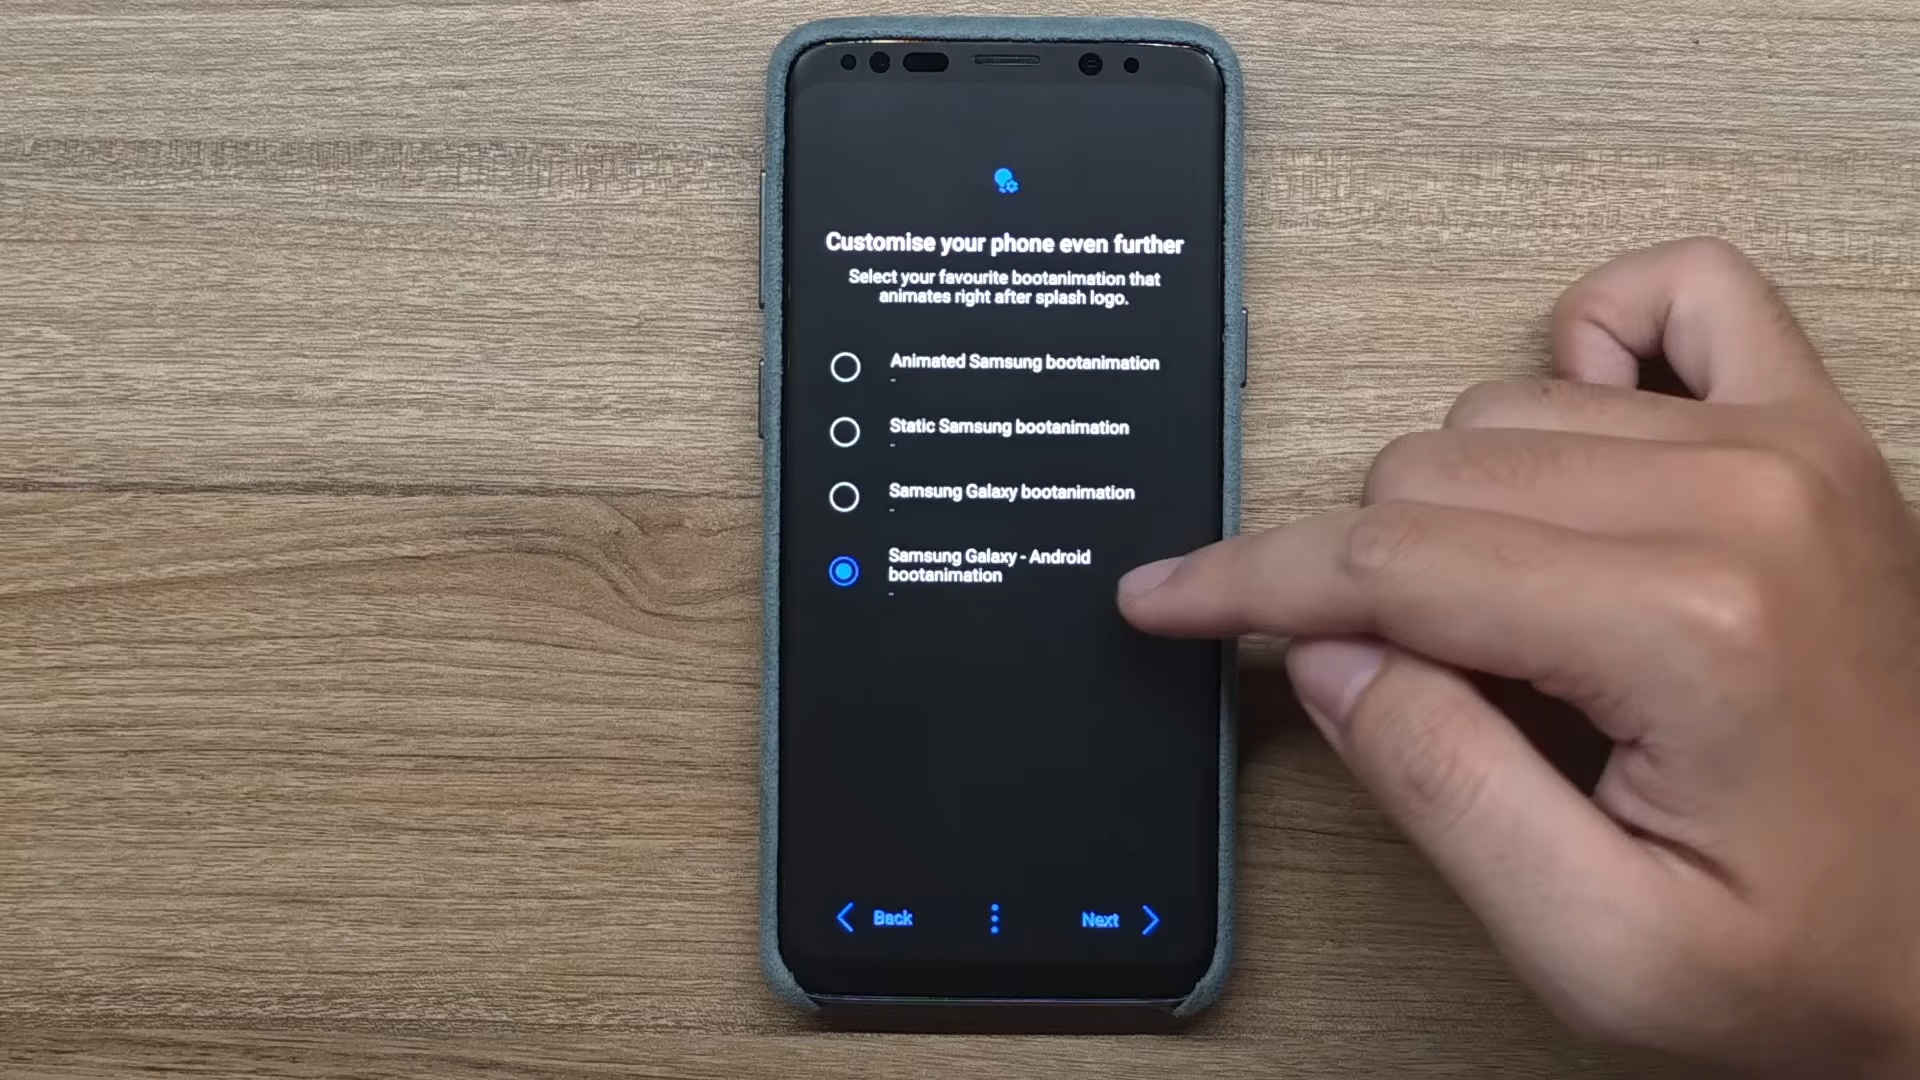 Customise your phone even further
Select your favourite bootanimation that
animates right after splash logo.
Animated Samsung bootanimation
-
Static Samsung bootanimation
-
Samsung Galaxy bootanimation
-
Samsung Galaxy - Android
bootanimation
-
Back
Next